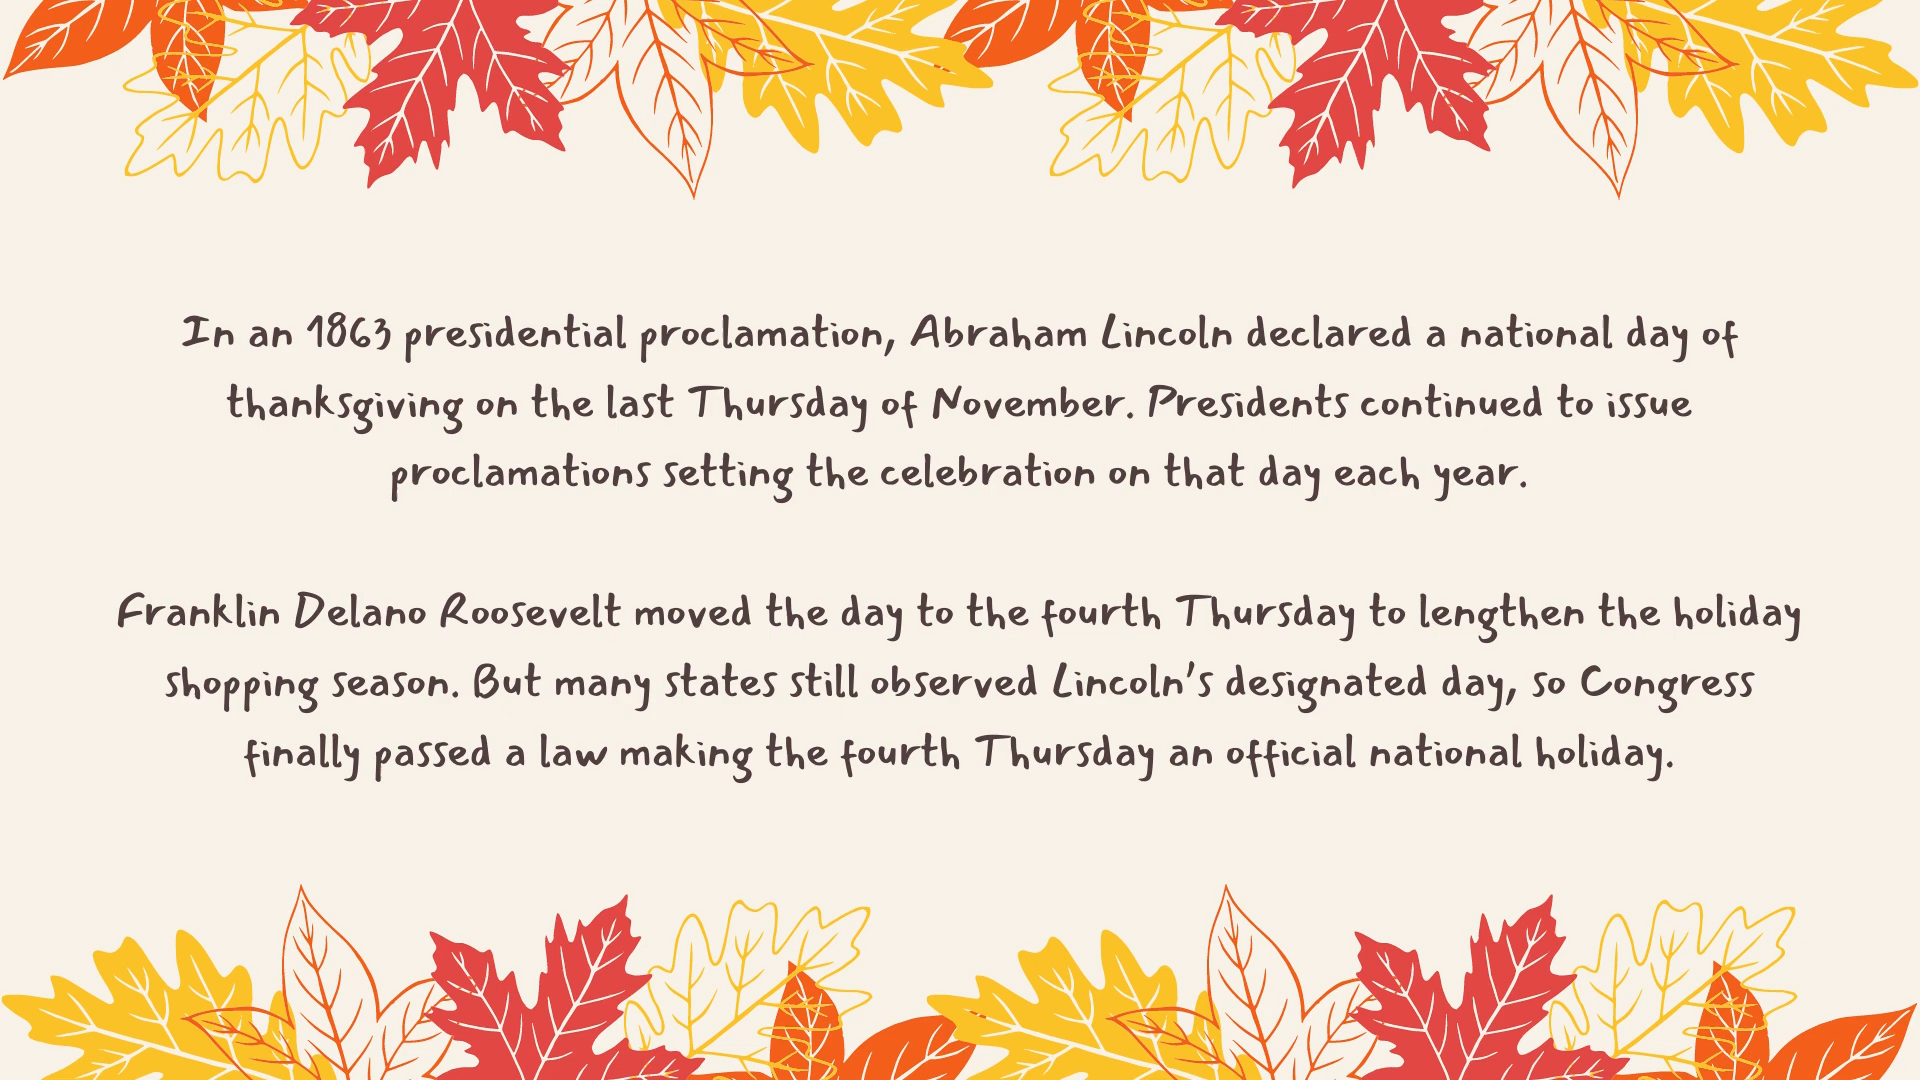 In an 1863 presidential proclamation, Abraham Lincoln declared a national day of
thanksgiving on the last Thursday of November. Presidents continued to issue
proclamations setting the celebration on that day each year.
Franklin Delano Roosevelt moved the day to the fourth Thursday to lengthen the holiday
shopping season. But many states still observed Lincoln's designated day, so Congress
finally passed a law making the fourth Thursday an official national holiday.